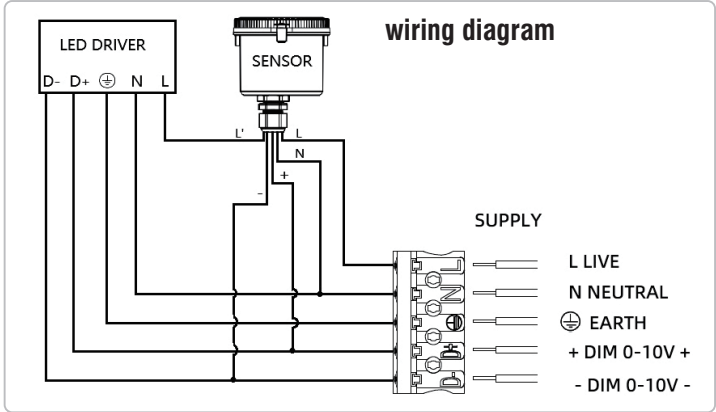 wiring diagram
LED DRIVER
D- D+ N L
SENSOR
L' L
N
+
-
SUPPLY
L
N
D+
D-
L LIVE
N NEUTRAL
EARTH
+ DIM 0-10V +
- DIM 0-10V -